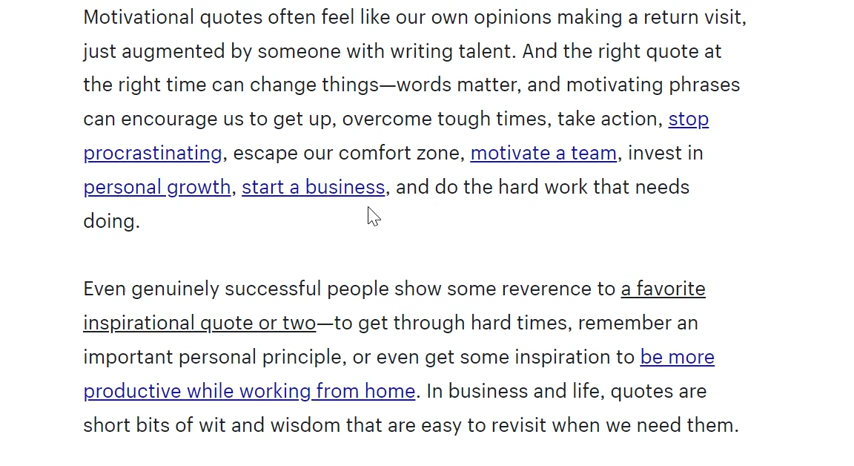 Motivational quotes often feel like our own opinions making a return visit,
just augmented by someone with writing talent. And the right quote at
the right time can change things—words matter, and motivating phrases
can encourage us to get up, overcome tough times, take action, stop
procrastinating, escape our comfort zone, motivate a team, invest in
personal growth, start a business, and do the hard work that needs
doing.
Even genuinely successful people show some reverence to a favorite
inspirational quote or two—to get through hard times, remember an
important personal principle, or even get some inspiration to be more
productive while working from home. In business and life, quotes are
short bits of wit and wisdom that are easy to revisit when we need them.